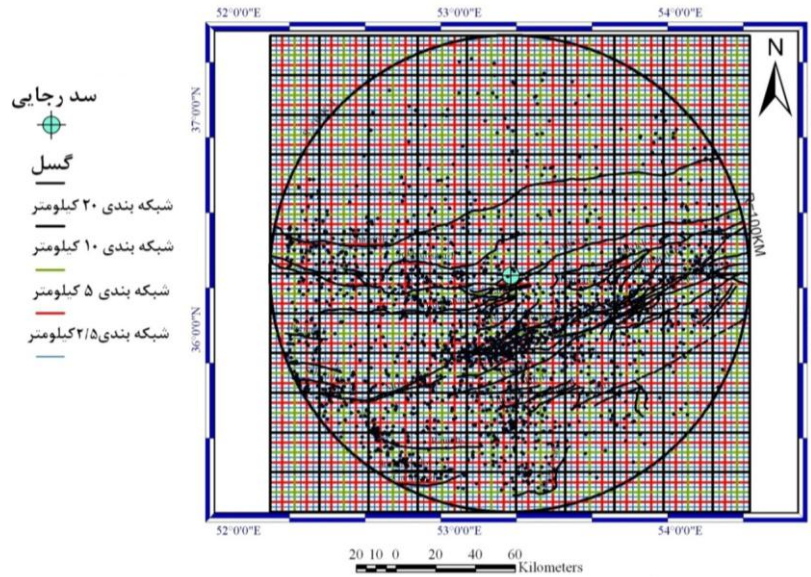 52°0'0"E 53°0'0"E 54°0'0"E
N
37°0'0"N
36°0'0"N
R=100KM
سد رجایی
گسل
شبکه بندی ۲۰ کیلومتر
شبکه بندی ۱۰ کیلومتر
شبکه بندی ۵ کیلومتر
شبکه بندی۲/۵کیلومتر
52°0'0"E 53°0'0"E 54°0'0"E
20 10 0 20 40 60
Kilometers